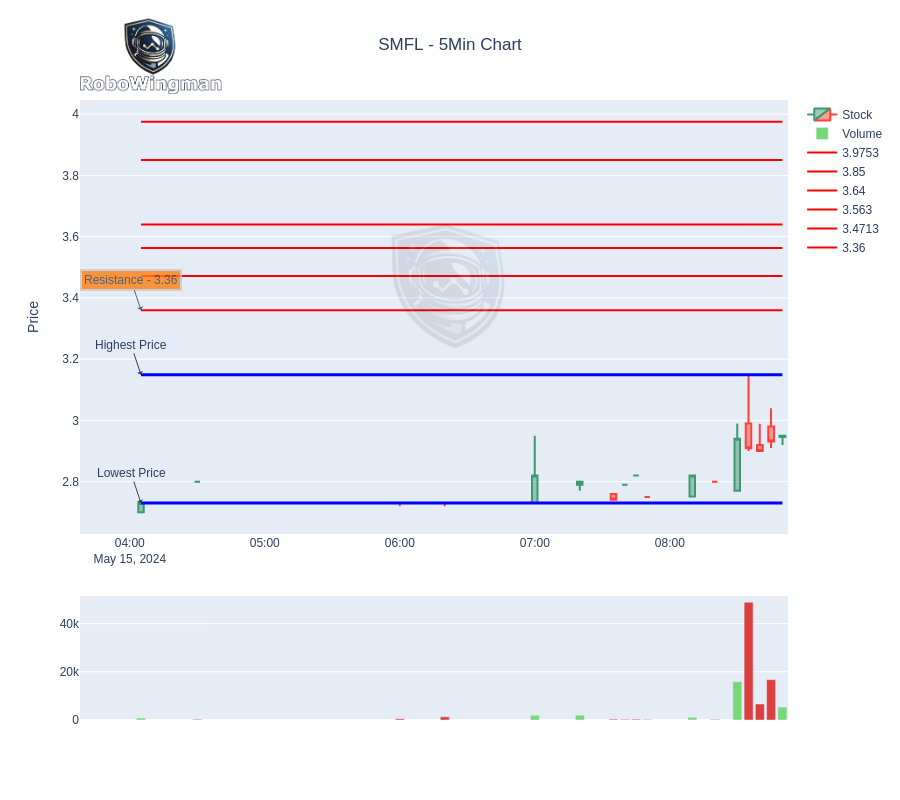 RoboWingman
SMFL - 5Min Chart
4
3.8
3.6
3.4
3.2
3
2.8
Price
Resistance - 3.36
Highest Price
Lowest Price
04:00
May 15, 2024
05:00
06:00
07:00
08:00
Stock
Volume
3.9753
3.85
3.64
3.563
3.4713
3.36
40k
20k
0